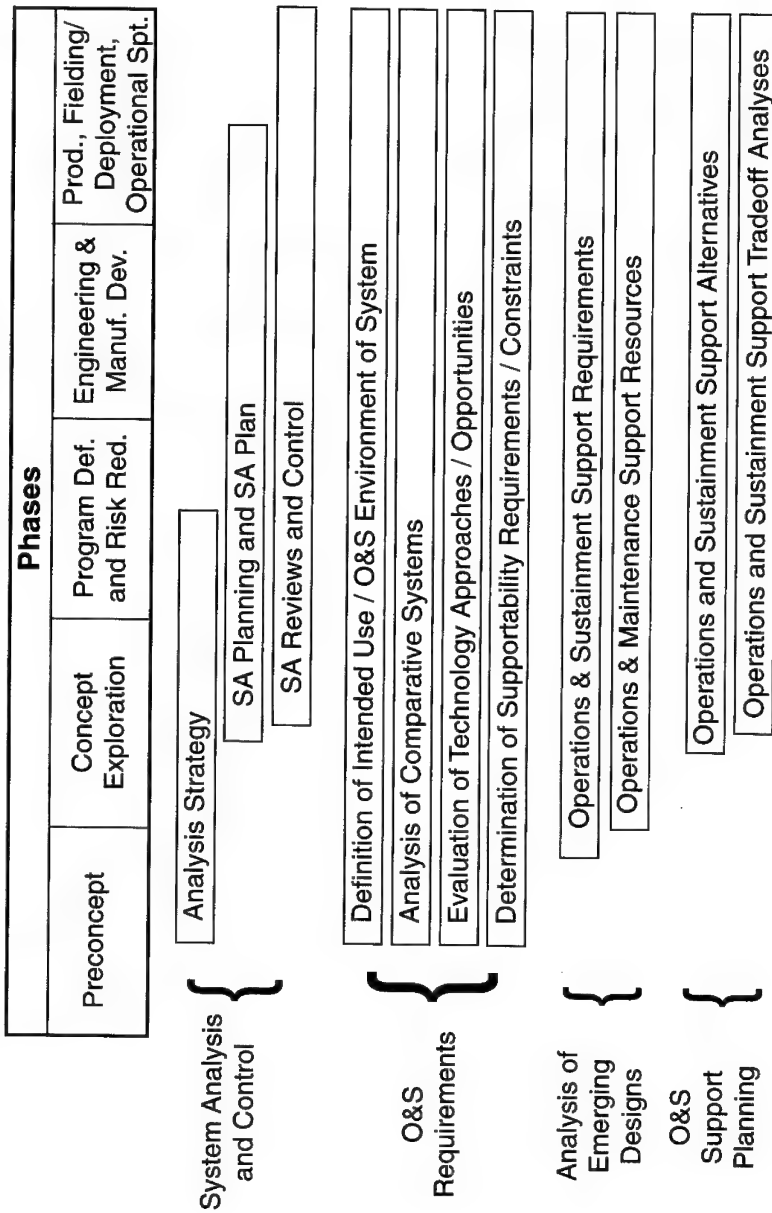 Phases
Preconcept
Concept
Exploration
Program Def.
and Risk Red.
Engineering &
Manuf. Dev.
Prod., Fielding/
Deployment,
Operational Spt.
System Analysis
and Control
Analysis Strategy
SA Planning and SA Plan
SA Reviews and Control
O&S
Requirements
Definition of Intended Use / O&S Environment of System
Analysis of Comparative Systems
Evaluation of Technology Approaches / Opportunities
Determination of Supportability Requirements / Constraints
Analysis of
Emerging
Designs
Operations & Sustainment Support Requirements
Operations & Maintenance Support Resources
O&S
Support
Planning
Operations and Sustainment Support Alternatives
Operations and Sustainment Support Tradeoff Analyses